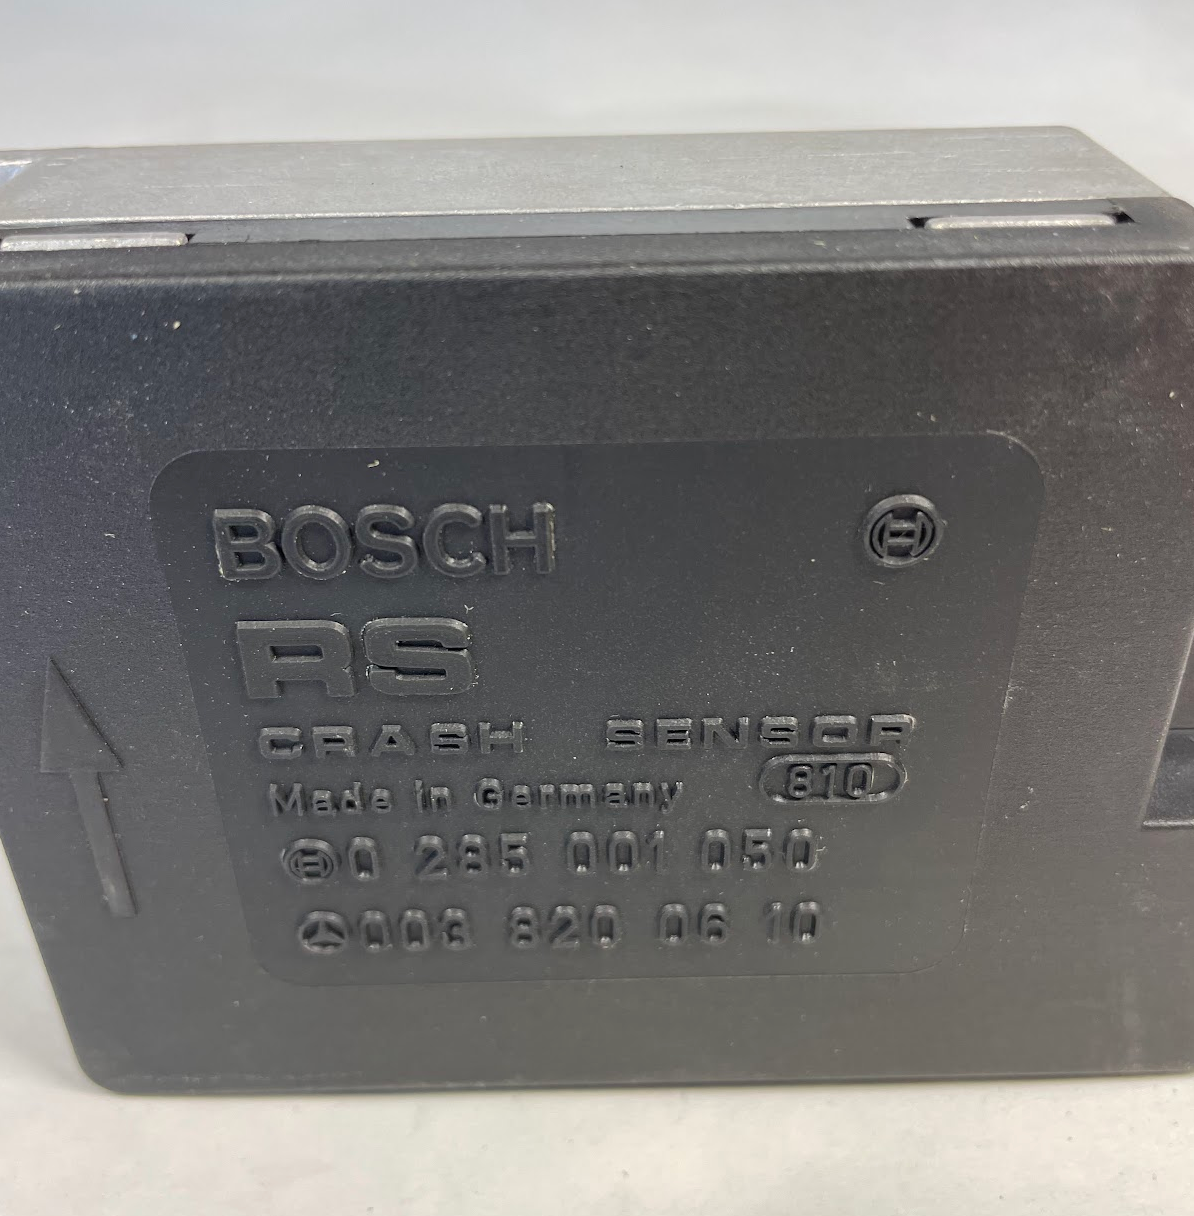 BOSCH
RS
CRASH SENSOR
Made in Germany 810
0 285 001 050
003 820 06 10